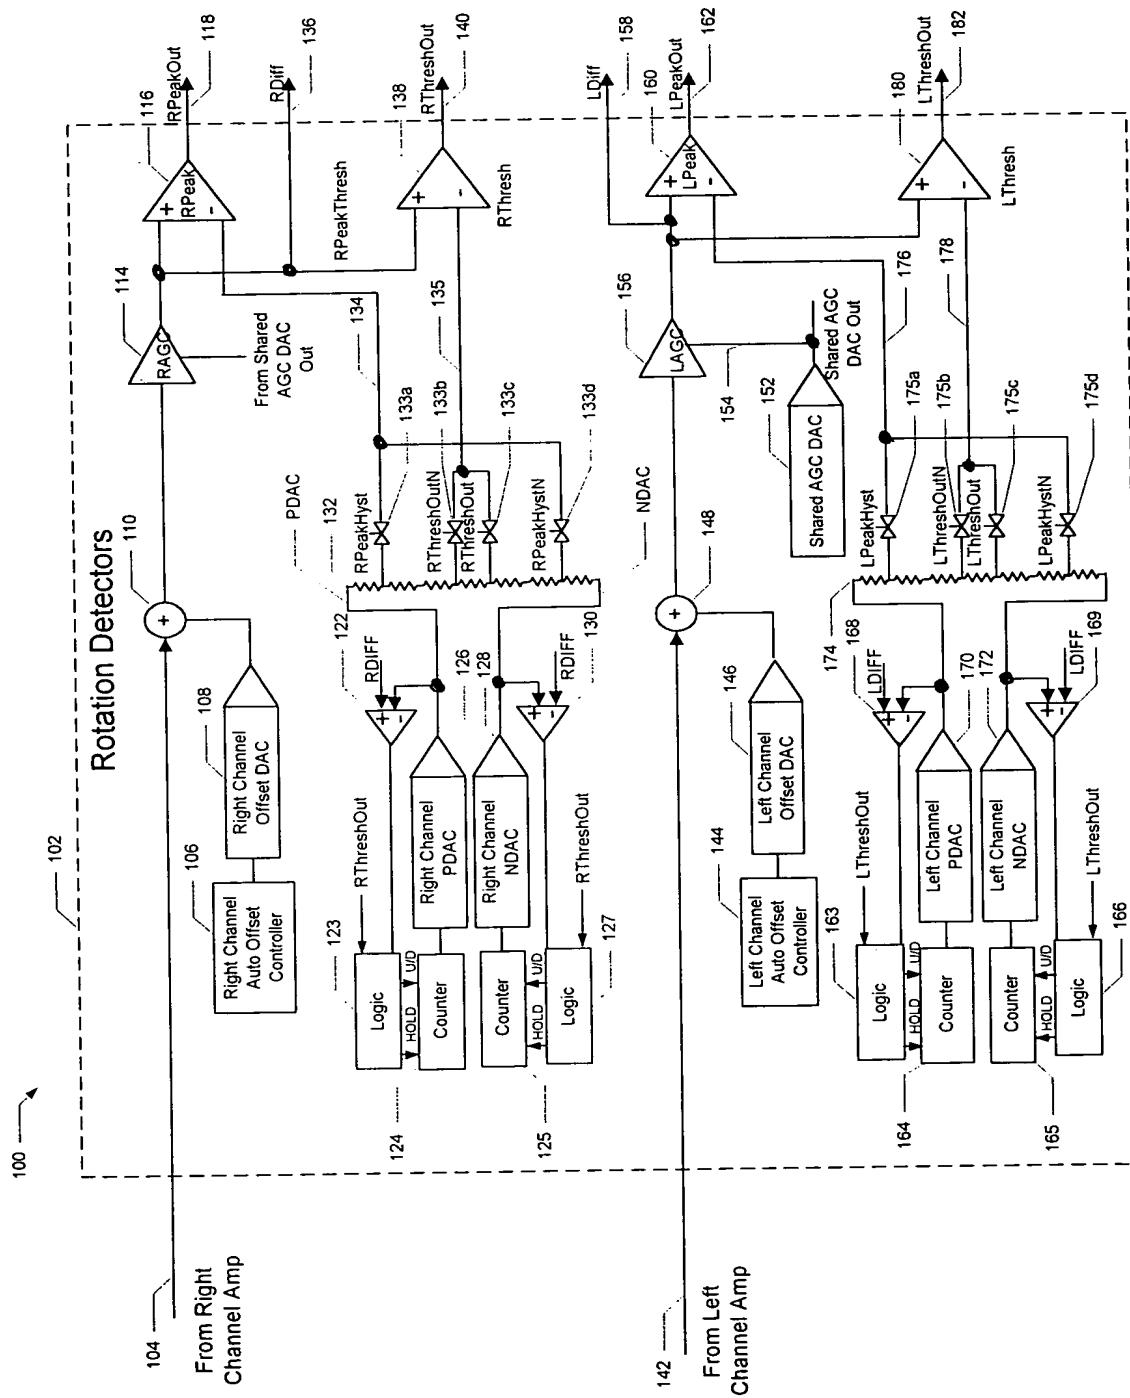 100
102
Rotation Detectors
104
From Right
Channel Amp
106
Right Channel
Auto Offset
Controller
108
Right Channel
Offset DAC
110
+
114
RAGC
From Shared
AGC DAC
Out
116
+
RPeak
-
RPeakOut
118
RDiff
136
RPeakThresh
138
+
-
RThresh
RThreshOut
140
123
Logic
RThreshOut
HOLD
U/D
124
Counter
Right Channel
PDAC
122
RDIFF
+
-
126
PDAC
132
125
Counter
Right Channel
NDAC
128
HOLD
U/D
Logic
127
RThreshOut
RDIFF
130
+
-
NDAC
RPeakHyst
133a
134
RThreshOutN
133b
135
RThreshOut
133c
RPeakHystN
133d
142
From Left
Channel Amp
144
Left Channel
Auto Offset
Controller
146
Left Channel
Offset DAC
148
+
152
Shared AGC DAC
154
Shared AGC
DAC Out
156
LAGC
LDiff
158
160
+
LPeak
-
LPeakOut
162
180
+
-
LThresh
LThreshOut
182
163
Logic
LThreshOut
HOLD
U/D
164
Counter
Left Channel
PDAC
170
168
LDIFF
+
-
174
165
Counter
Left Channel
NDAC
172
HOLD
U/D
Logic
166
LThreshOut
LDIFF
169
+
-
LPeakHyst
175a
176
LThreshOutN
175b
178
LThreshOut
175c
LPeakHystN
175d